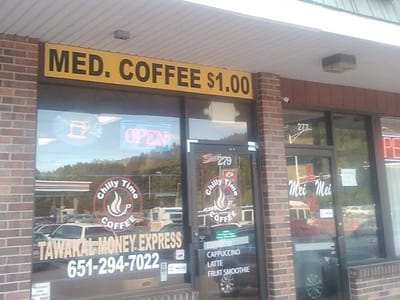 MED. COFFEE $1.00
OPEN
279
277
Chilly Time
COFFEE
Chilly Time
COFFEE
Mei Mei
TAWAKAL MONEY EXPRESS
651-294-7022
CAPPUCCINO
LATTE
FRUIT SMOOTHIE